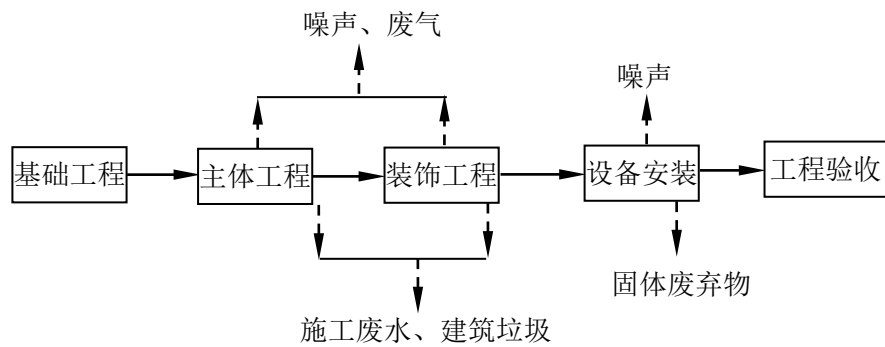 噪声、废气
噪声
基础工程
主体工程
装饰工程
设备安装
工程验收
固体废弃物
施工废水、建筑垃圾